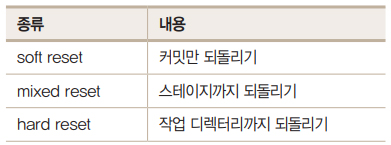 종류 내용
soft reset 커밋만 되돌리기
mixed reset 스테이지까지 되돌리기
hard reset 작업 디렉터리까지 되돌리기